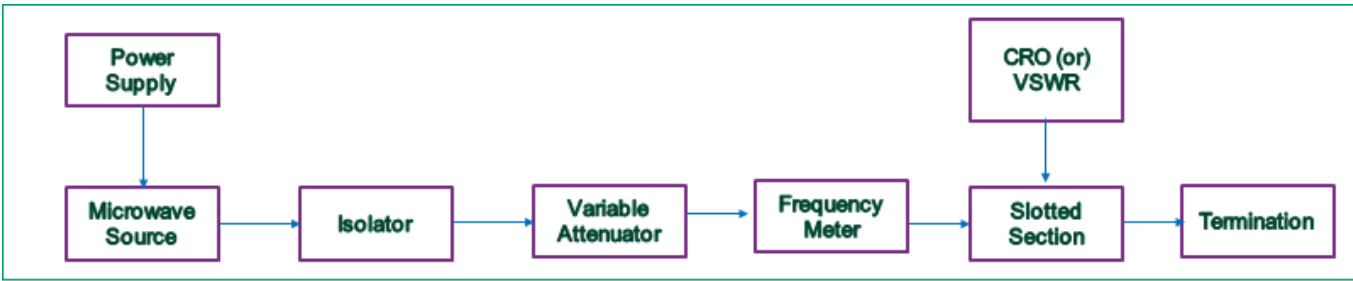 Power
Supply
CRO (or)
VSWR
Microwave
Source
Isolator
Variable
Attenuator
Frequency
Meter
Slotted
Section
Termination